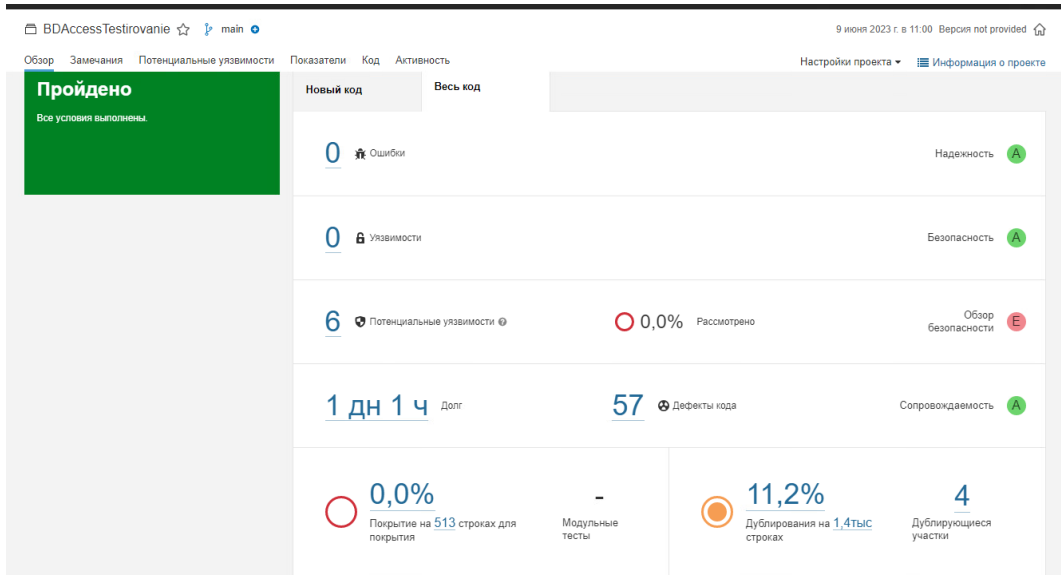 BDAccessTestirovanie main
9 июня 2023 г. в 11:00 Версия not provided
Обзор Замечания Потенциальные уязвимости Показатели Код Активность
Настройки проекта Информация о проекте
Пройдено
Все условия выполнены.
Новый код Весь код
0 Ошибки Надежность A
0 Уязвимости Безопасность A
6 Потенциальные уязвимости 0,0% Рассмотрено Обзор
безопасности E
1 дн 1 ч Долг 57 Дефекты кода Сопровождаемость A
0,0%
Покрытие на 513 строках для
покрытия
-
Модульные
тесты
11,2%
Дублирования на 1,4тыс
строках
4
Дублирующиеся
участки